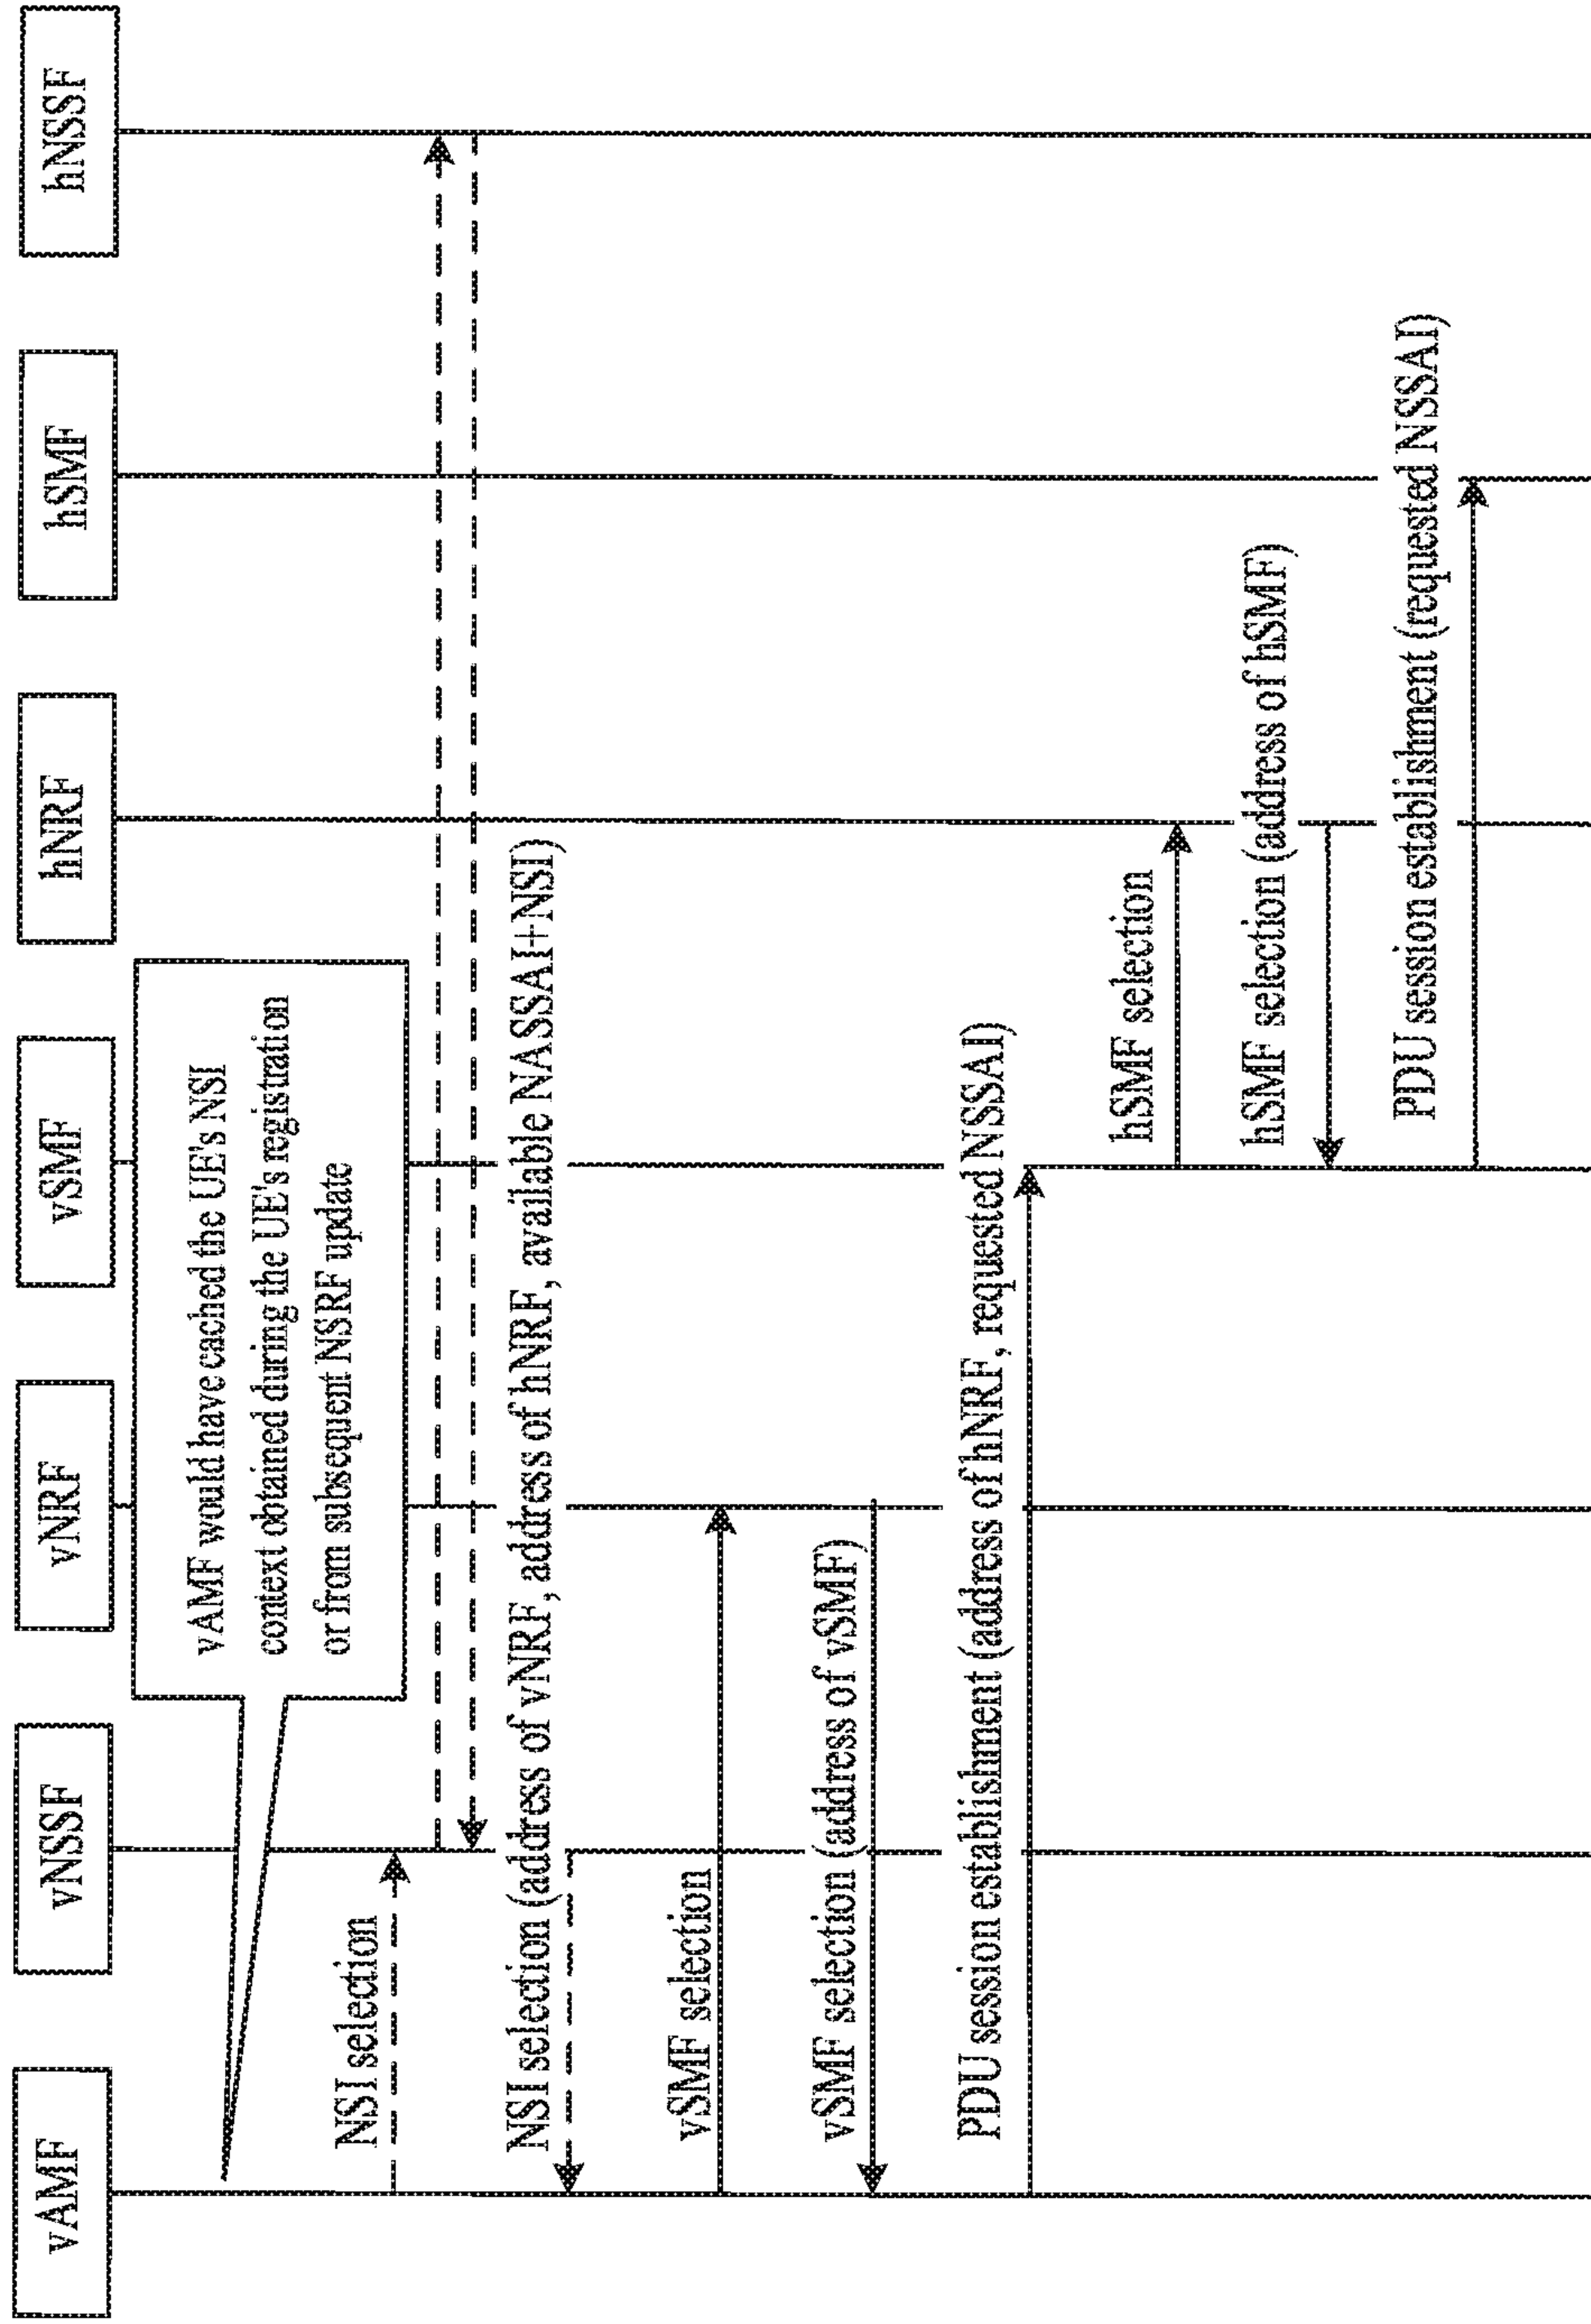 vAMF
vNSSF
vNRF
vSMF
hNRF
hSMF
hNSSF
vAMF would have cached the UE's NSI
context obtained during the UE's registration
or from subsequent NSRF update
NSI selection
NSI selection (address of vNRF, address of hNRF, available NASSAI+NSI)
vSMF selection
vSMF selection (address of vSMF)
PDU session establishment (address of hNRF, requested NSSAI)
hSMF selection
hSMF selection (address of hSMF)
PDU session establishment (requested NSSAI)